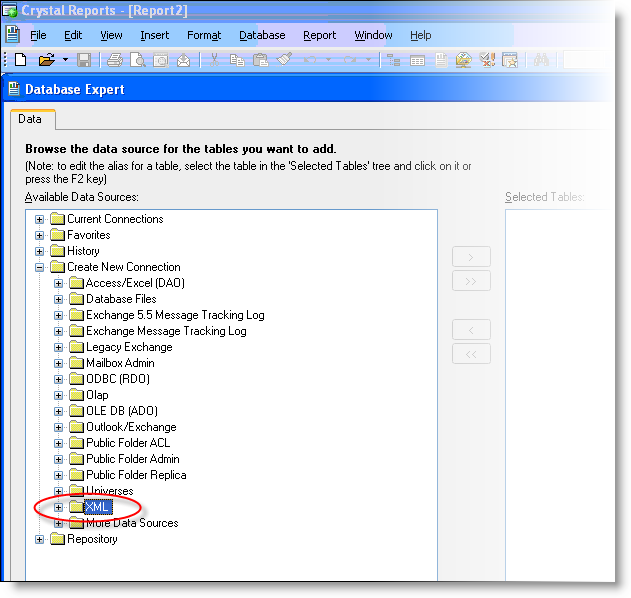 Crystal Reports - [Report2]
File Edit View Insert Format Database Report Window Help
Database Expert
Data
Browse the data source for the tables you want to add.
(Note: to edit the alias for a table, select the table in the 'Selected Tables' tree and click on it or
press the F2 key)
Available Data Sources:
Selected Tables:
Current Connections
Favorites
History
Create New Connection
Access/Excel (DAO)
Database Files
Exchange 5.5 Message Tracking Log
Exchange Message Tracking Log
Legacy Exchange
Mailbox Admin
ODBC (RDO)
Olap
OLE DB (ADO)
Outlook/Exchange
Public Folder ACL
Public Folder Admin
Public Folder Replica
Universes
XML
More Data Sources
Repository
>
>>
<
<<